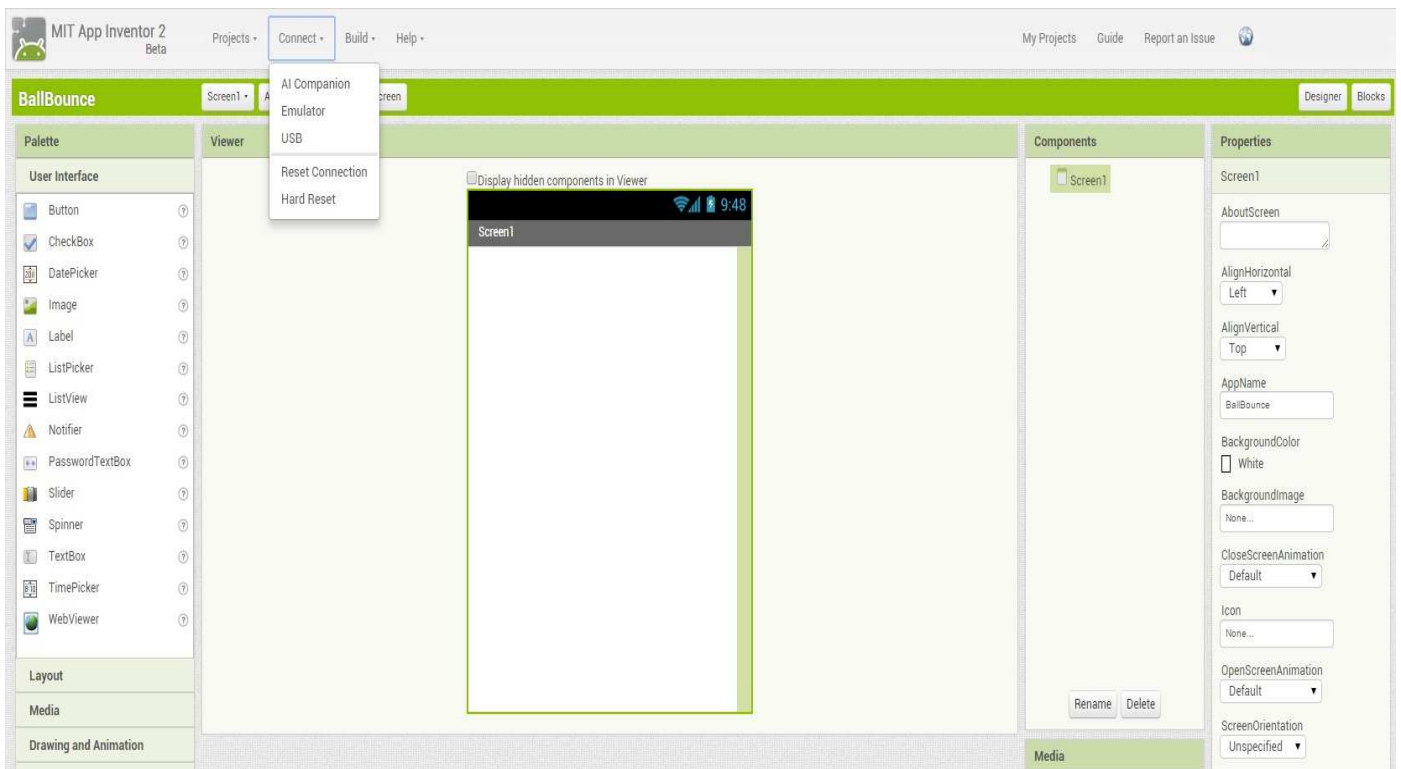 MIT App Inventor 2
Beta
Projects
Connect
Build
Help
My Projects
Guide
Report an Issue
AI Companion
Emulator
USB
Reset Connection
Hard Reset
BallBounce
Screen1
A
creen
Designer
Blocks
Palette
Viewer
Components
Properties
User Interface
Button
CheckBox
DatePicker
Image
Label
ListPicker
ListView
Notifier
PasswordTextBox
Slider
Spinner
TextBox
TimePicker
WebViewer
Layout
Media
Drawing and Animation
Display hidden components in Viewer
9:48
Screen1
Screen1
Rename
Delete
Media
Screen1
AboutScreen
AlignHorizontal
Left
AlignVertical
Top
AppName
BallBounce
BackgroundColor
White
BackgroundImage
None...
CloseScreenAnimation
Default
Icon
None...
OpenScreenAnimation
Default
ScreenOrientation
Unspecified